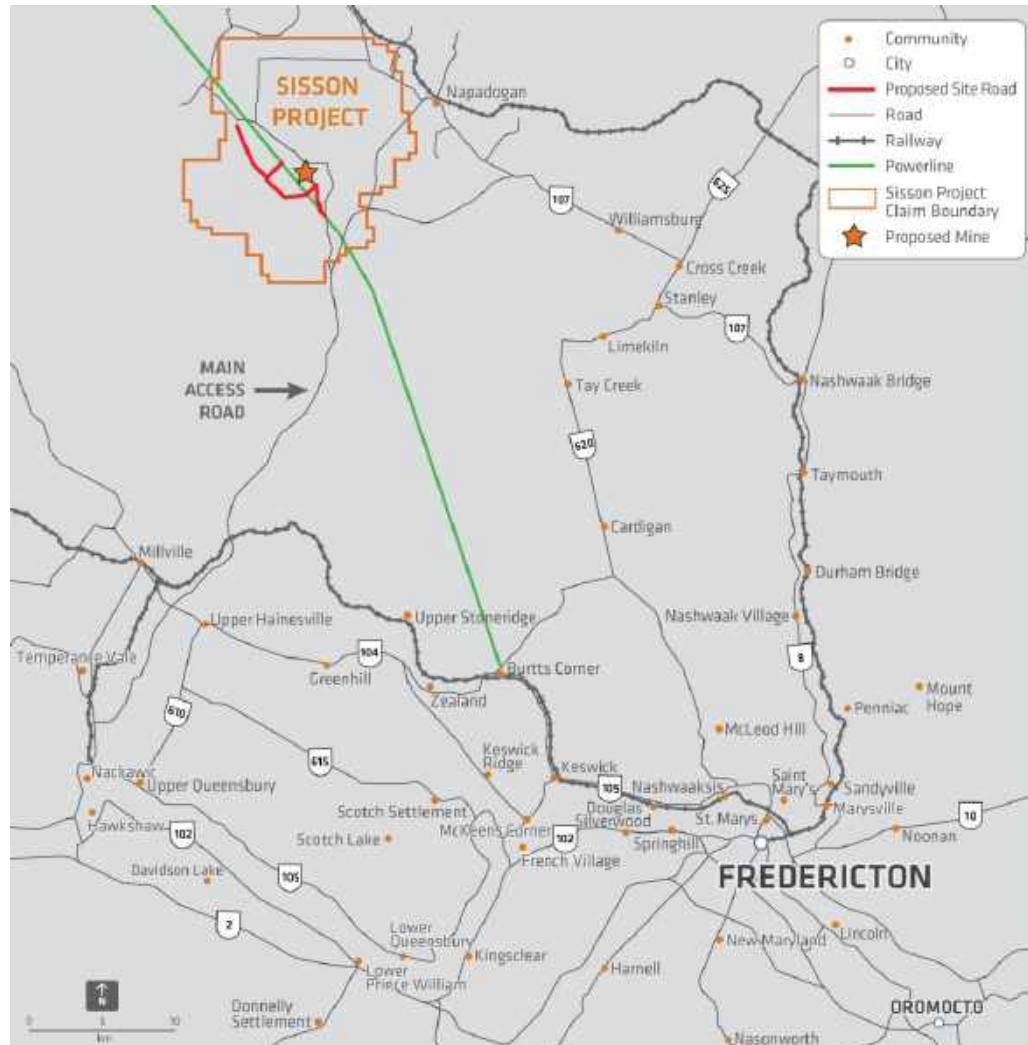 Community
City
Proposed Site Road
Road
Railway
Powerline
Sisson Project
Claim Boundary
Proposed Mine
SISSON
PROJECT
Napadogan
625
107
Williamsburg
Cross Creek
Stanley
107
Limekiln
Nashwaak Bridge
Tay Creek
MAIN
ACCESS
ROAD
620
Taymouth
Cardigan
Millville
Durham Bridge
Upper Hainesville
Upper Stoneridge
Nashwaak Village
8
Temperance Vale
104
Greenhill
Burtts Corner
Zealand
Mount
Hope
610
Penniac
McLeod Hill
615
Keswick
Ridge
Nackawic
Upper Queensbury
Keswick
105
Nashwaaksis
Saint
Mary's
Sandyville
Scotch Settlement
Douglas
Marysville
Hawkshaw
102
McKeens Corner
102
Silverwood
St. Marys
10
Scotch Lake
French Village
Springhill
Noonan
Davidson Lake
105
FREDERICTON
2
Lower
Queensbury
Kingsclear
New Maryland
Lincoln
Lower
Prince William
Harnell
N
Donnelly
Settlement
OROMOCTO
0 5 10
km
Nasonworth